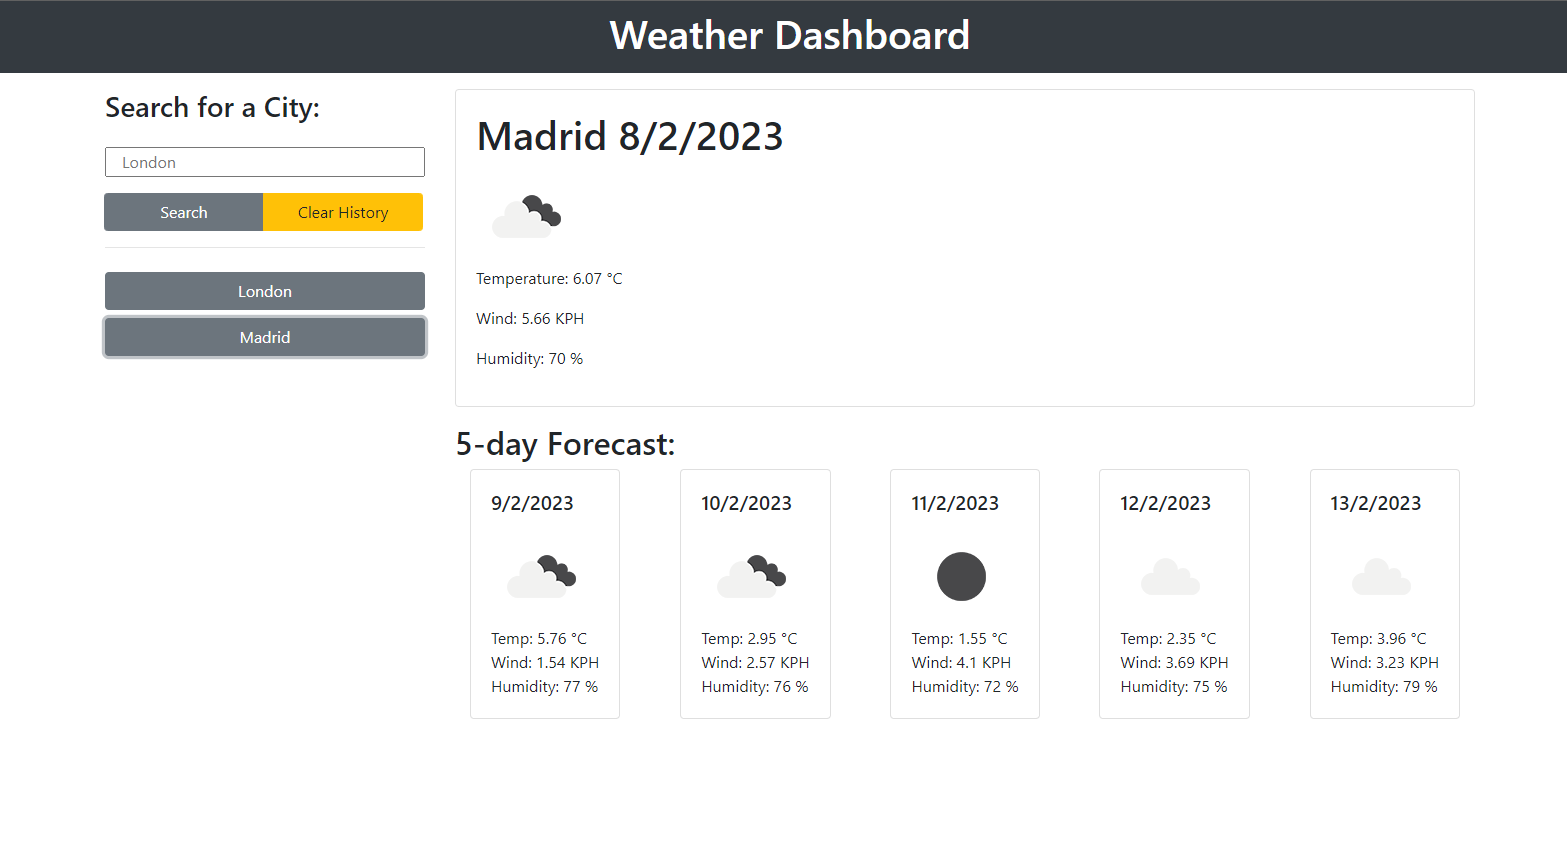 Weather Dashboard
Search for a City:
London
Search
Clear History
London
Madrid
Madrid 8/2/2023
Temperature: 6.07 °C
Wind: 5.66 KPH
Humidity: 70 %
5-day Forecast:
9/2/2023
Temp: 5.76 °C
Wind: 1.54 KPH
Humidity: 77 %
10/2/2023
Temp: 2.95 °C
Wind: 2.57 KPH
Humidity: 76 %
11/2/2023
Temp: 1.55 °C
Wind: 4.1 KPH
Humidity: 72 %
12/2/2023
Temp: 2.35 °C
Wind: 3.69 KPH
Humidity: 75 %
13/2/2023
Temp: 3.96 °C
Wind: 3.23 KPH
Humidity: 79 %